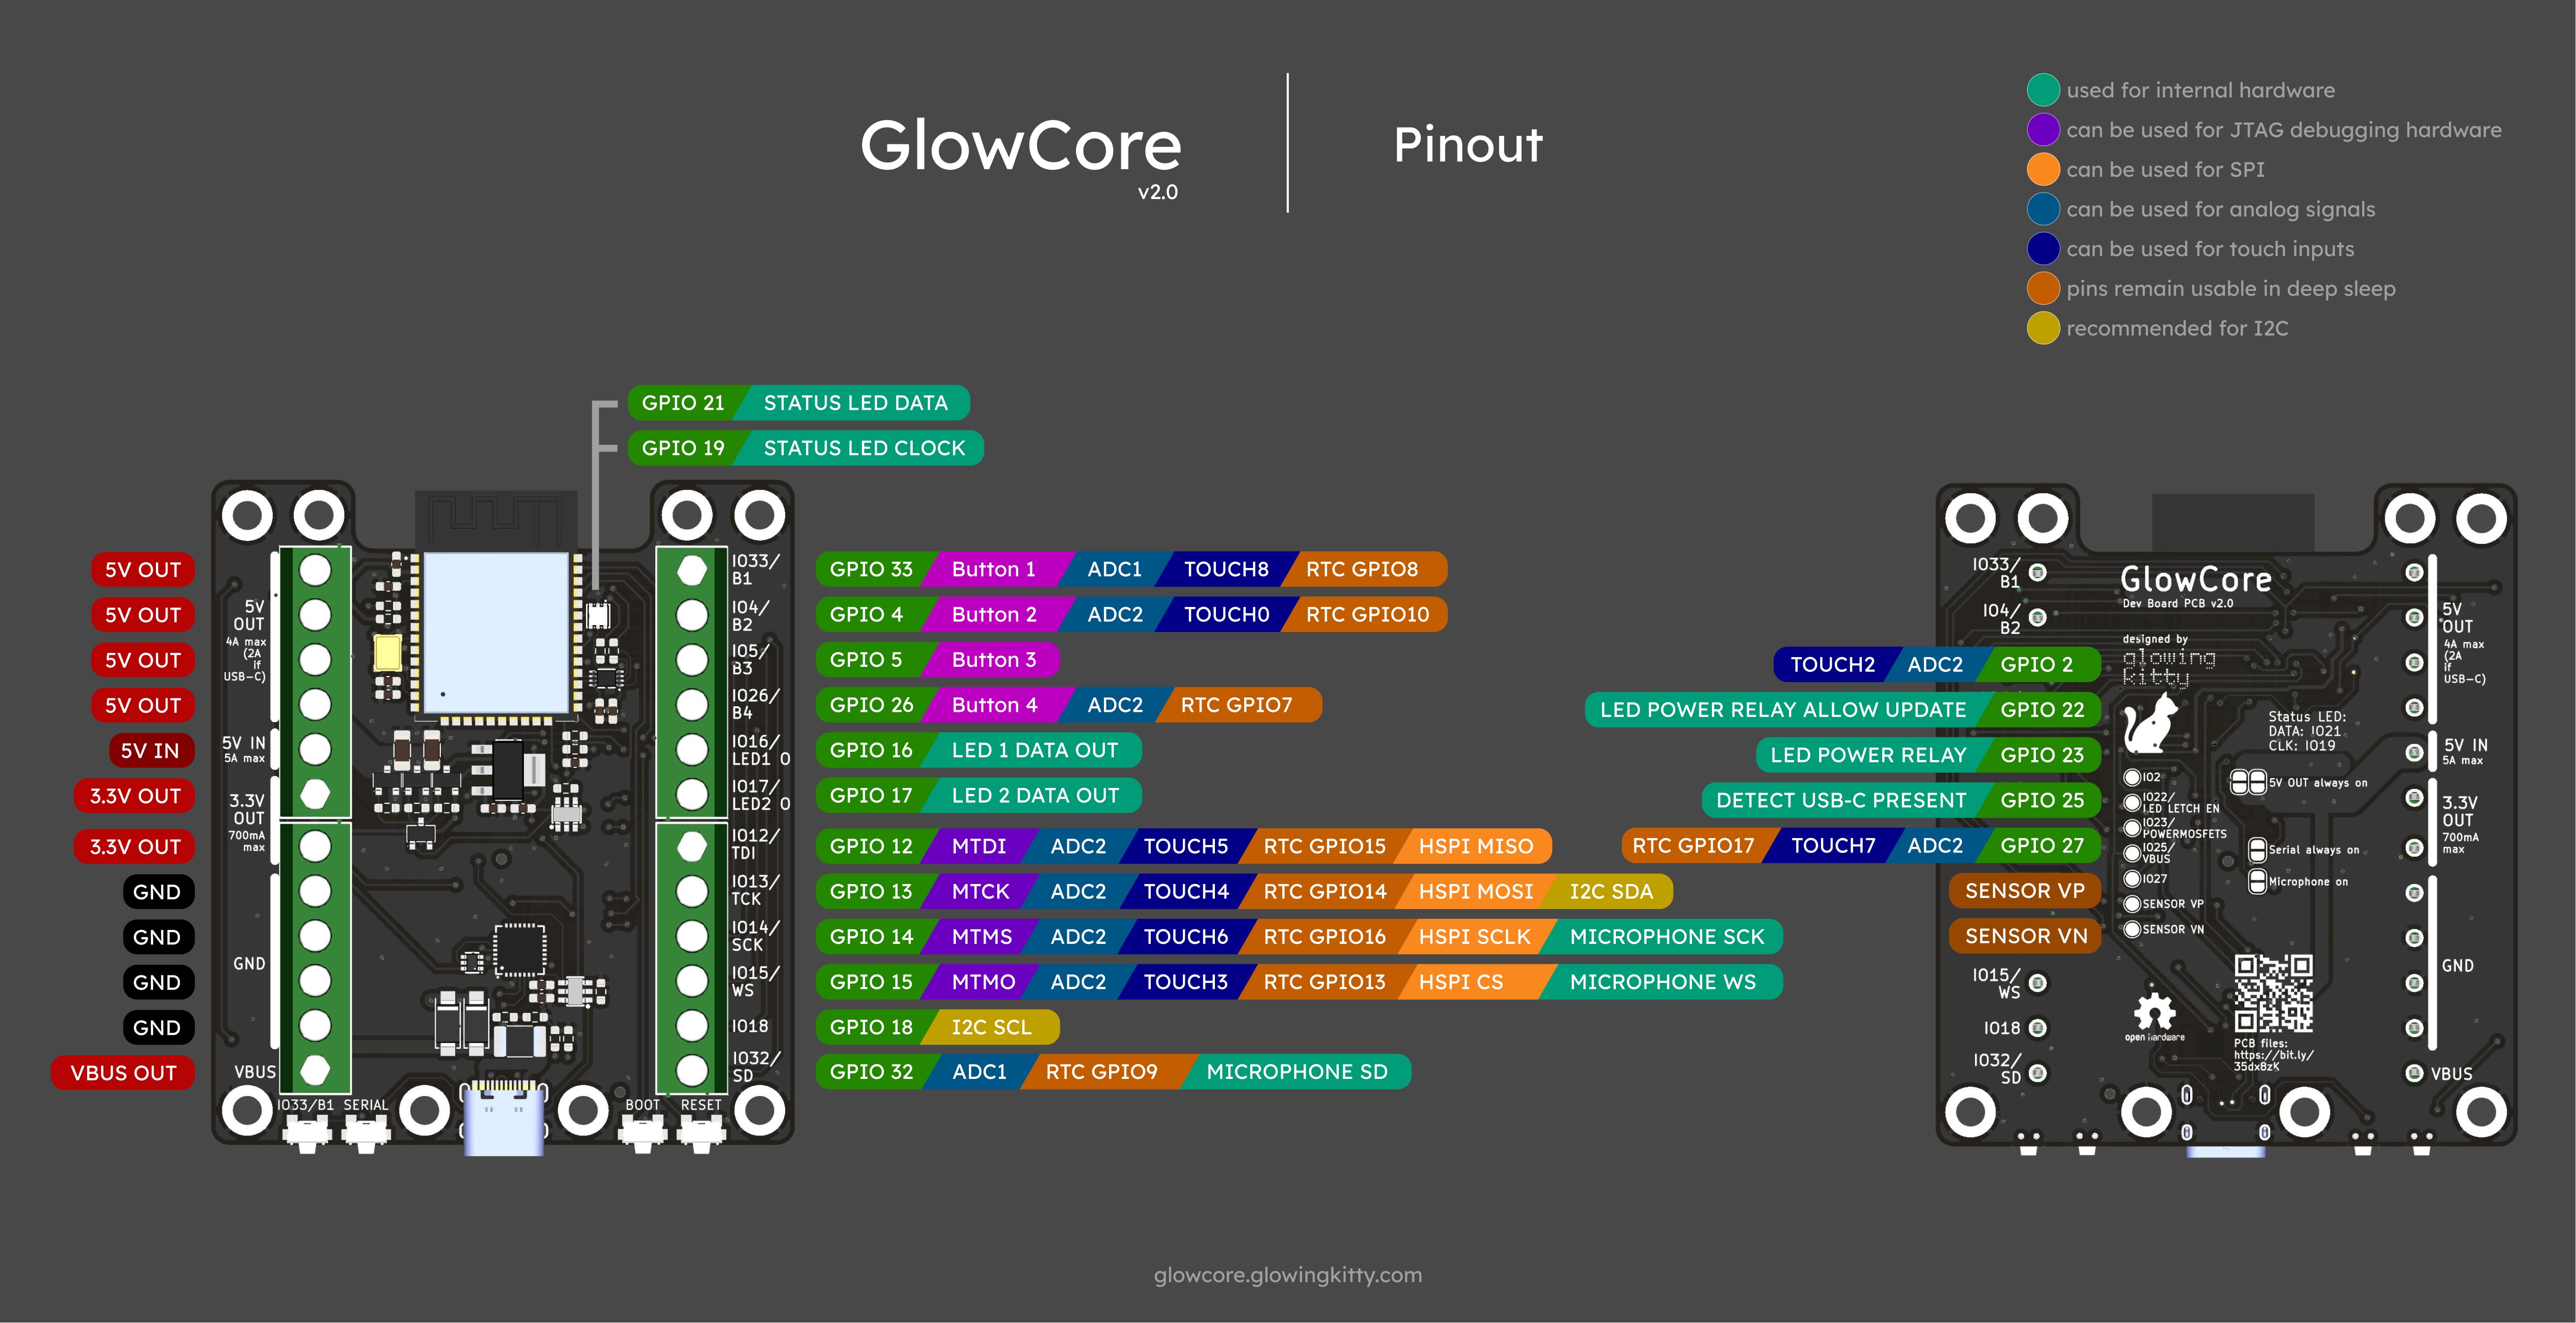 GlowCore
v2.0
Pinout
used for internal hardware
can be used for JTAG debugging hardware
can be used for SPI
can be used for analog signals
can be used for touch inputs
pins remain usable in deep sleep
recommended for I2C
GPIO 21 STATUS LED DATA
GPIO 19 STATUS LED CLOCK
5V OUT
5V OUT
5V OUT
5V OUT
5V IN
3.3V OUT
3.3V OUT
GND
GND
GND
GND
VBUS OUT
5V
OUT
4A max
(2A
if
USB-C)
5V IN
5A max
3.3V
OUT
700mA
max
GND
VBUS
IO33/B1 SERIAL
BOOT RESET
IO33/
B1
IO4/
B2
IO5/
B3
IO26/
B4
IO16/
LED1 O
IO17/
LED2 O
IO12/
TDI
IO13/
TCK
IO14/
SCK
IO15/
WS
IO18
IO32/
SD
GPIO 33 Button 1 ADC1 TOUCH8 RTC GPIO8
GPIO 4 Button 2 ADC2 TOUCH0 RTC GPIO10
GPIO 5 Button 3
GPIO 26 Button 4 ADC2 RTC GPIO7
GPIO 16 LED 1 DATA OUT
GPIO 17 LED 2 DATA OUT
GPIO 12 MTDI ADC2 TOUCH5 RTC GPIO15 HSPI MISO
GPIO 13 MTCK ADC2 TOUCH4 RTC GPIO14 HSPI MOSI I2C SDA
GPIO 14 MTMS ADC2 TOUCH6 RTC GPIO16 HSPI SCLK MICROPHONE SCK
GPIO 15 MTMO ADC2 TOUCH3 RTC GPIO13 HSPI CS MICROPHONE WS
GPIO 18 I2C SCL
GPIO 32 ADC1 RTC GPIO9 MICROPHONE SD
TOUCH2 ADC2 GPIO 2
LED POWER RELAY ALLOW UPDATE GPIO 22
LED POWER RELAY GPIO 23
DETECT USB-C PRESENT GPIO 25
RTC GPIO17 TOUCH7 ADC2 GPIO 27
SENSOR VP
SENSOR VN
IO33/
B1
IO4/
B2
IO15/
WS
IO18
IO32/
SD
GlowCore
Dev Board PCB v2.0
designed by
glowing
kitty
Status LED:
DATA: IO21
CLK: IO19
IO2
IO22/
LED LETCH EN
IO23/
POWERMOSFETS
IO25/
VBUS
IO27
SENSOR VP
SENSOR VN
5V OUT always on
Serial always on
Microphone on
open hardware
PCB files:
https://bit.ly/
35dx8zK
5V
OUT
4A max
(2A
if
USB-C)
5V IN
5A max
3.3V
OUT
700mA
max
GND
VBUS
glowcore.glowingkitty.com